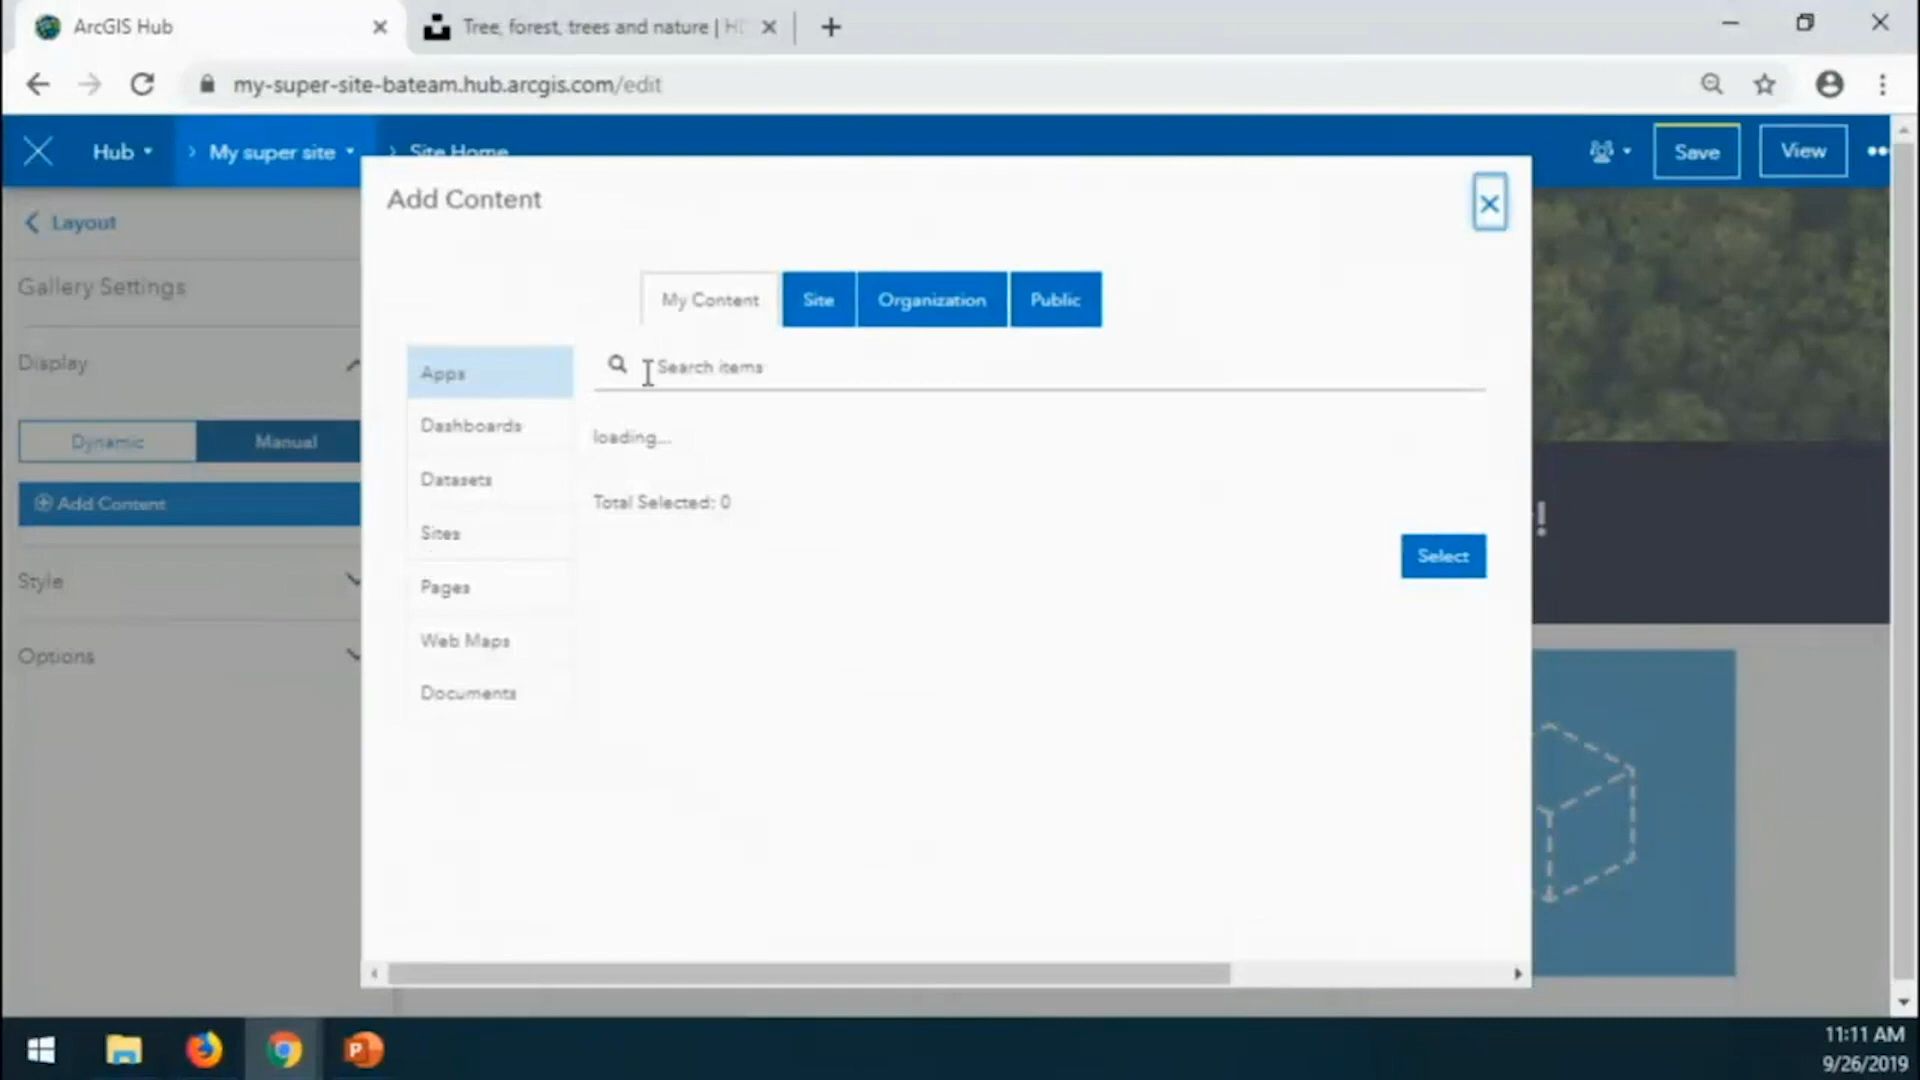 ArcGIS Hub
Tree, forest, trees and nature | H
my-super-site-bateam.hub.arcgis.com/edit
Hub
My super site
Site Home
Save
View
Layout
Gallery Settings
Display
Dynamic
Manual
Add Content
Style
Options
Add Content
My Content
Site
Organization
Public
Apps
Dashboards
Datasets
Sites
Pages
Web Maps
Documents
Search items
loading...
Total Selected: 0
Select
!
11:11 AM
9/26/2019